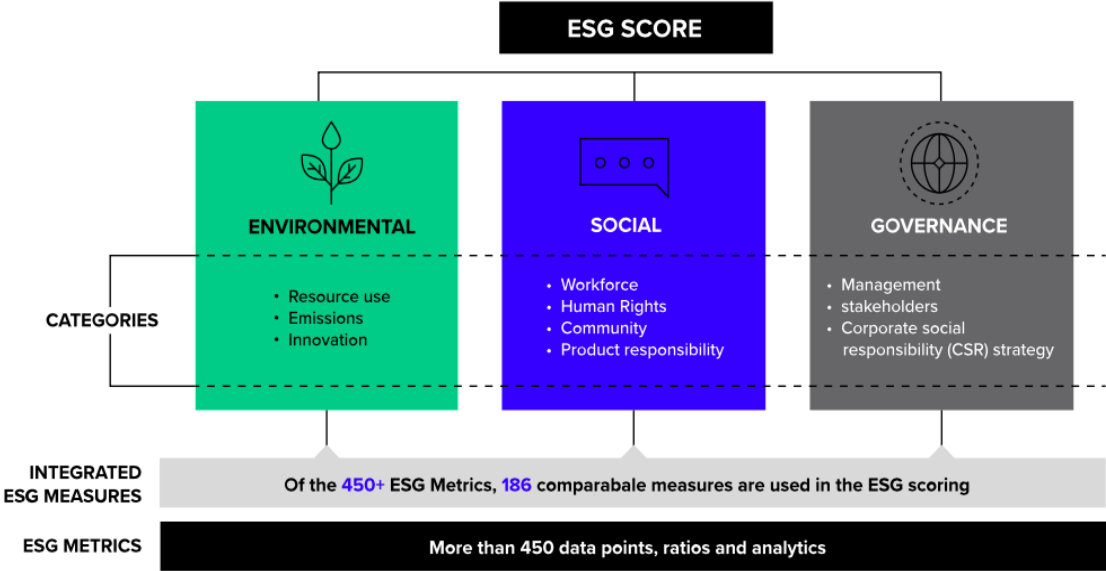 ESG SCORE
ENVIRONMENTAL
SOCIAL
GOVERNANCE
CATEGORIES
• Resource use
• Emissions
• Innovation
• Workforce
• Human Rights
• Community
• Product responsibility
• Management
• stakeholders
• Corporate social
responsibility (CSR) strategy
INTEGRATED
ESG MEASURES
Of the 450+ ESG Metrics, 186 comparabale measures are used in the ESG scoring
ESG METRICS
More than 450 data points, ratios and analytics